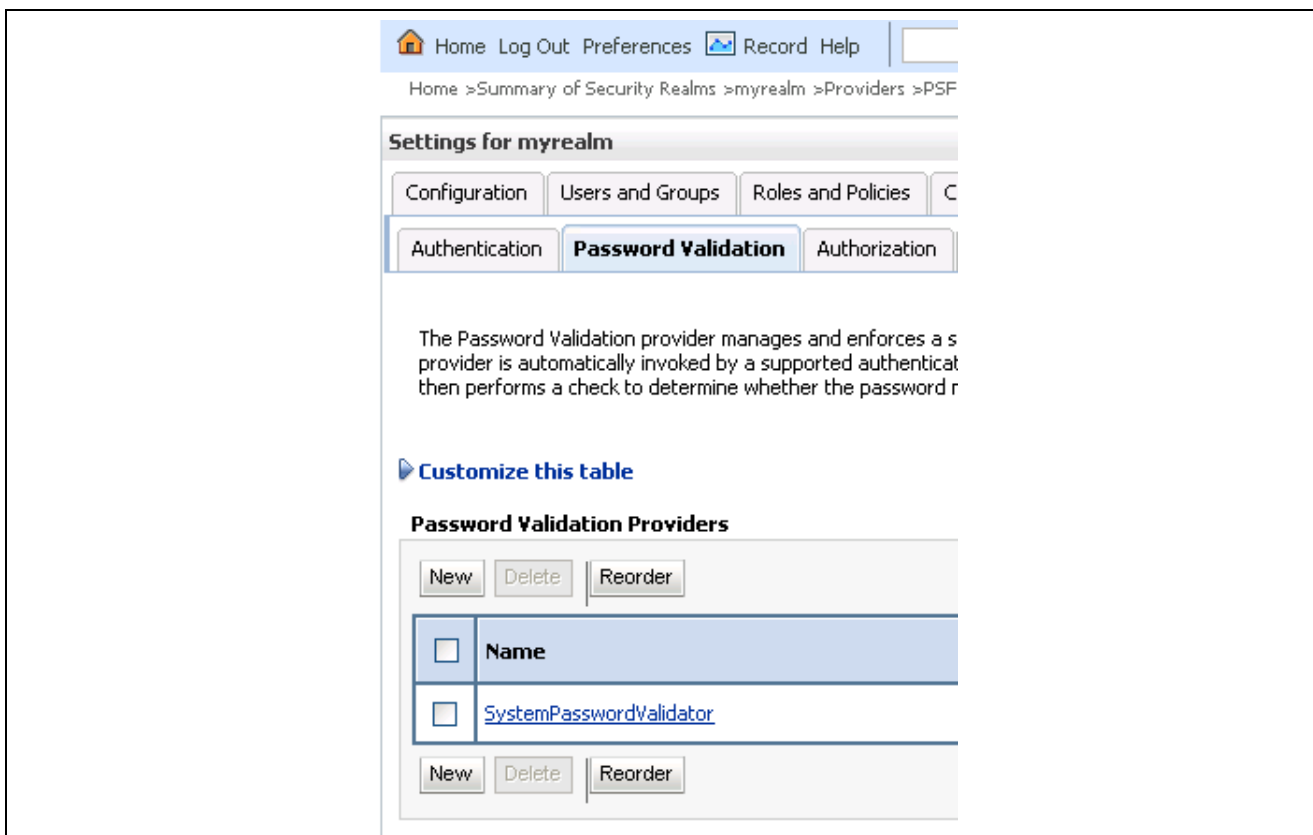 Home Log Out Preferences Record Help
Home >Summary of Security Realms >myrealm >Providers >PSF
Settings for myrealm
Configuration Users and Groups Roles and Policies C
Authentication Password Validation Authorization
The Password Validation provider manages and enforces a s
provider is automatically invoked by a supported authenticat
then performs a check to determine whether the password r
Customize this table
Password Validation Providers
New Delete Reorder
Name
SystemPasswordValidator
New Delete Reorder